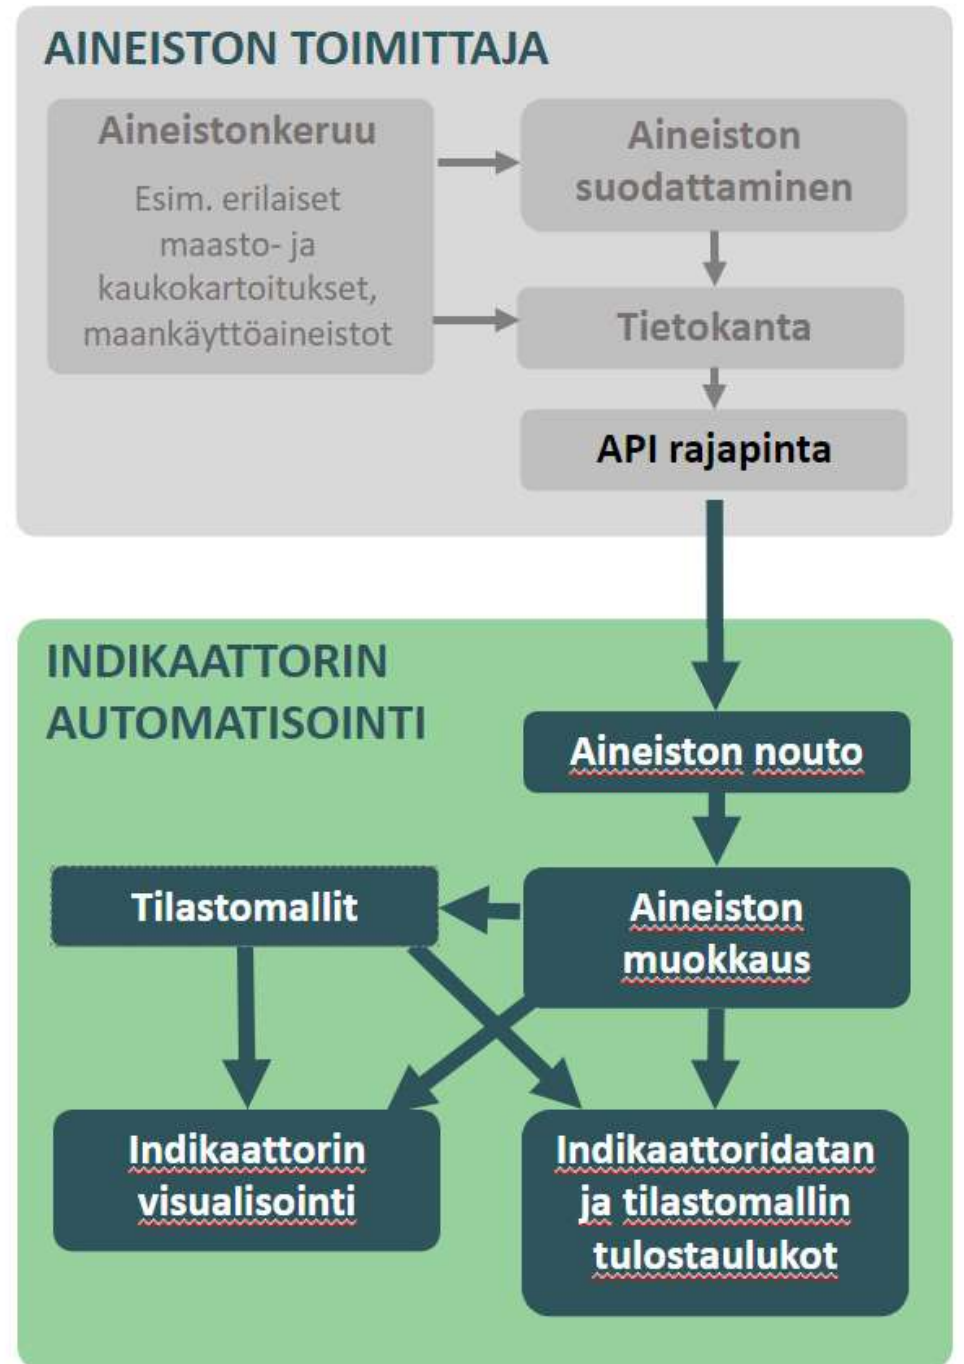 AINEISTON TOIMITTAJA
Aineistonkeruu
Esim. erilaiset
maasto- ja
kaukokartoitukset,
maankäyttöaineistot
Aineiston
suodattaminen
Tietokanta
API rajapinta
INDIKAATTORIN
AUTOMATISOINTI
Aineiston nouto
Tilastomallit
Aineiston
muokkaus
Indikaattorin
visualisointi
Indikaattoridatan
ja tilastomallin
tulostaulukot